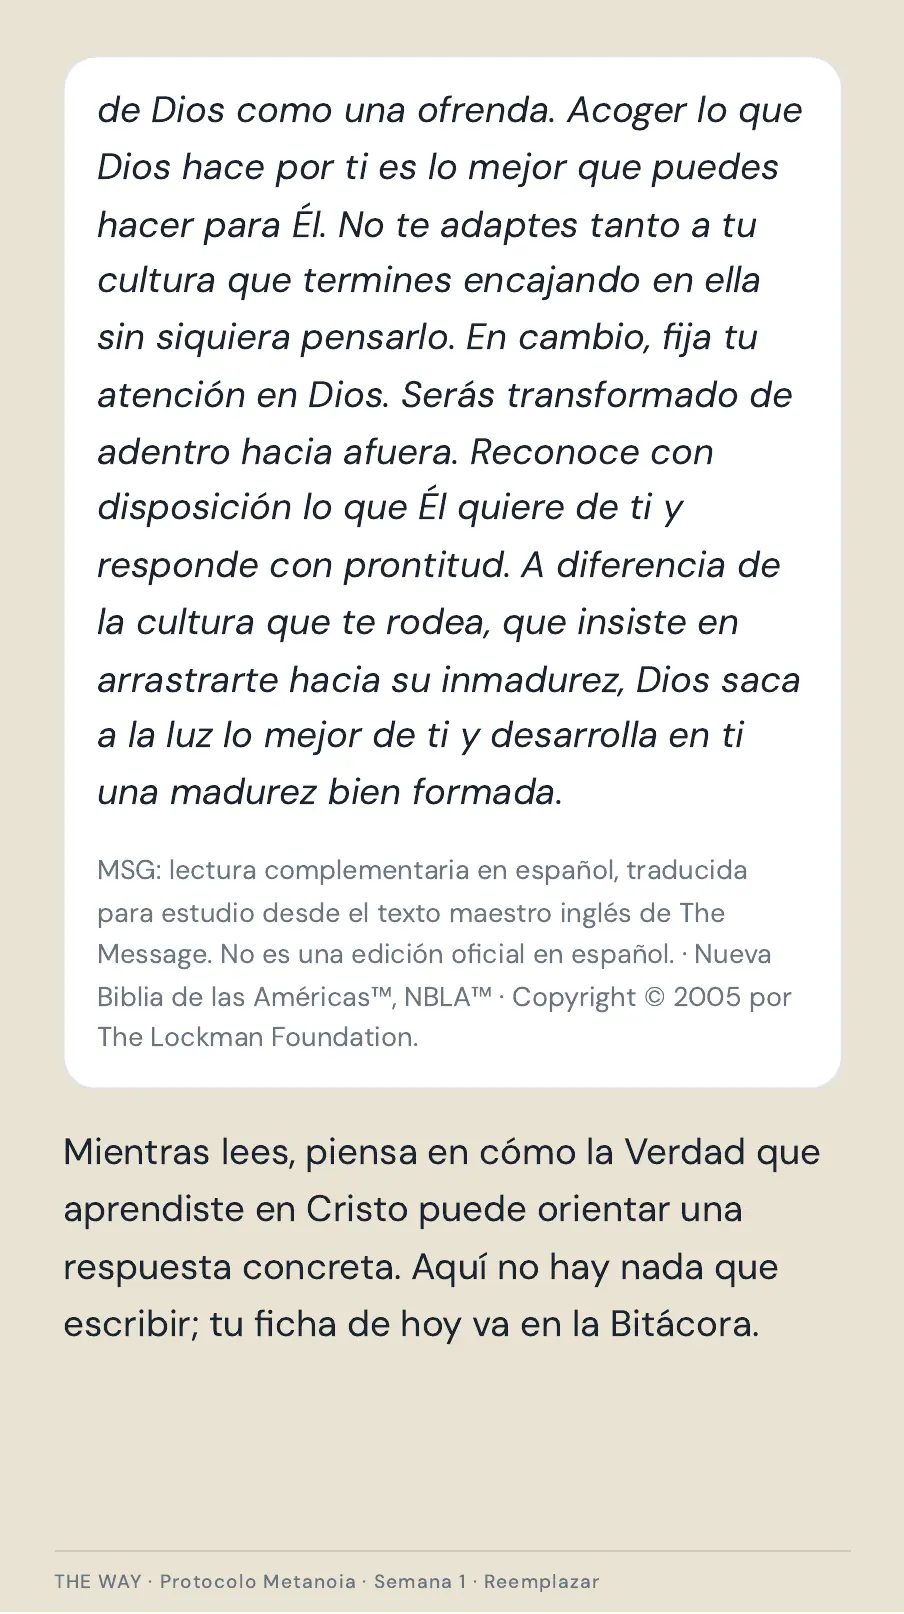 de Dios como una ofrenda. Acoger lo que
Dios hace por ti es lo mejor que puedes
hacer para Él. No te adaptes tanto a tu
cultura que termines encajando en ella
sin siquiera pensarlo. En cambio, fija tu
atención en Dios. Serás transformado de
adentro hacia afuera. Reconoce con
disposición lo que Él quiere de ti y
responde con prontitud. A diferencia de
la cultura que te rodea, que insiste en
arrastrarte hacia su inmadurez, Dios saca
a la luz lo mejor de ti y desarrolla en ti
una madurez bien formada.
MSG: lectura complementaria en español, traducida
para estudio desde el texto maestro inglés de The
Message. No es una edición oficial en español. · Nueva
Biblia de las Américas™, NBLA™ · Copyright © 2005 por
The Lockman Foundation.
Mientras lees, piensa en cómo la Verdad que
aprendiste en Cristo puede orientar una
respuesta concreta. Aquí no hay nada que
escribir; tu ficha de hoy va en la Bitácora.
THE WAY · Protocolo Metanoia · Semana 1 · Reemplazar